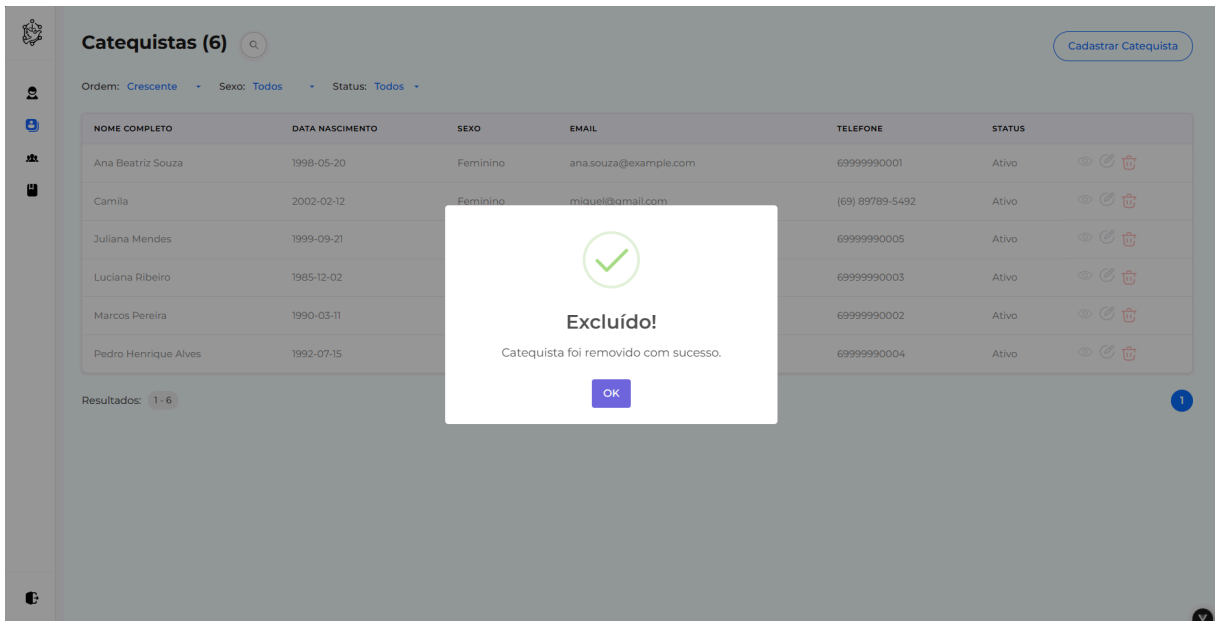 Catequistas (6)
Cadastrar Catequista
Ordem: Crescente Sexo: Todos Status: Todos
NOME COMPLETO DATA NASCIMENTO SEXO EMAIL TELEFONE STATUS
Ana Beatriz Souza 1998-05-20 Feminino ana.souza@example.com 69999990001 Ativo
Camila 2002-02-12 Feminino miguel@gmail.com (69) 89789-5492 Ativo
Juliana Mendes 1999-09-21 69999990005 Ativo
Luciana Ribeiro 1985-12-02 69999990003 Ativo
Marcos Pereira 1990-03-11 69999990002 Ativo
Pedro Henrique Alves 1992-07-15 69999990004 Ativo
Excluído!
Catequista foi removido com sucesso.
OK
Resultados: 1 - 6
1